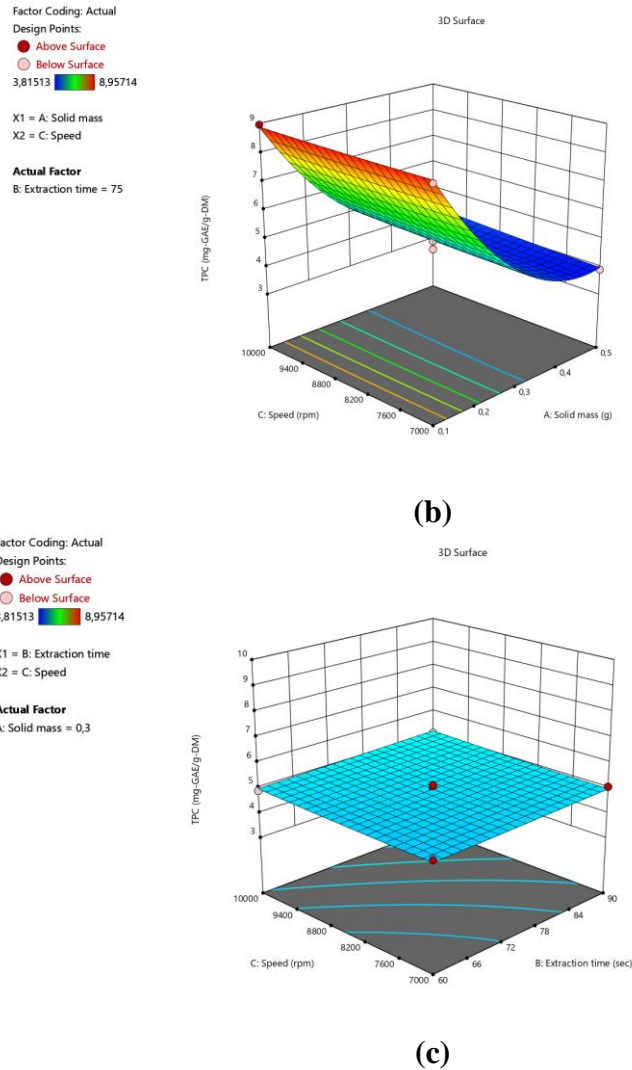 Factor Coding: Actual
3D Surface
Design Points:
Above Surface
Below Surface
3,81513 8,95714
X1 = A: Solid mass
X2 = C: Speed
Actual Factor
B: Extraction time = 75
TPC (mg-GAE/g-DM)
9
8
7
6
5
4
3
10000
9400
8800
8200
7600
7000
0,1
0,2
0,3
0,4
0,5
C: Speed (rpm)
A: Solid mass (g)
(b)
actor Coding: Actual
3D Surface
Design Points:
Above Surface
Below Surface
,81513 8,95714
1 = B: Extraction time
2 = C: Speed
Actual Factor
: Solid mass = 0,3
TPC (mg-GAE/g-DM)
10
9
8
7
6
5
4
3
10000
9400
8800
8200
7600
7000
60
66
72
78
84
90
C: Speed (rpm)
B: Extraction time (sec)
(c)